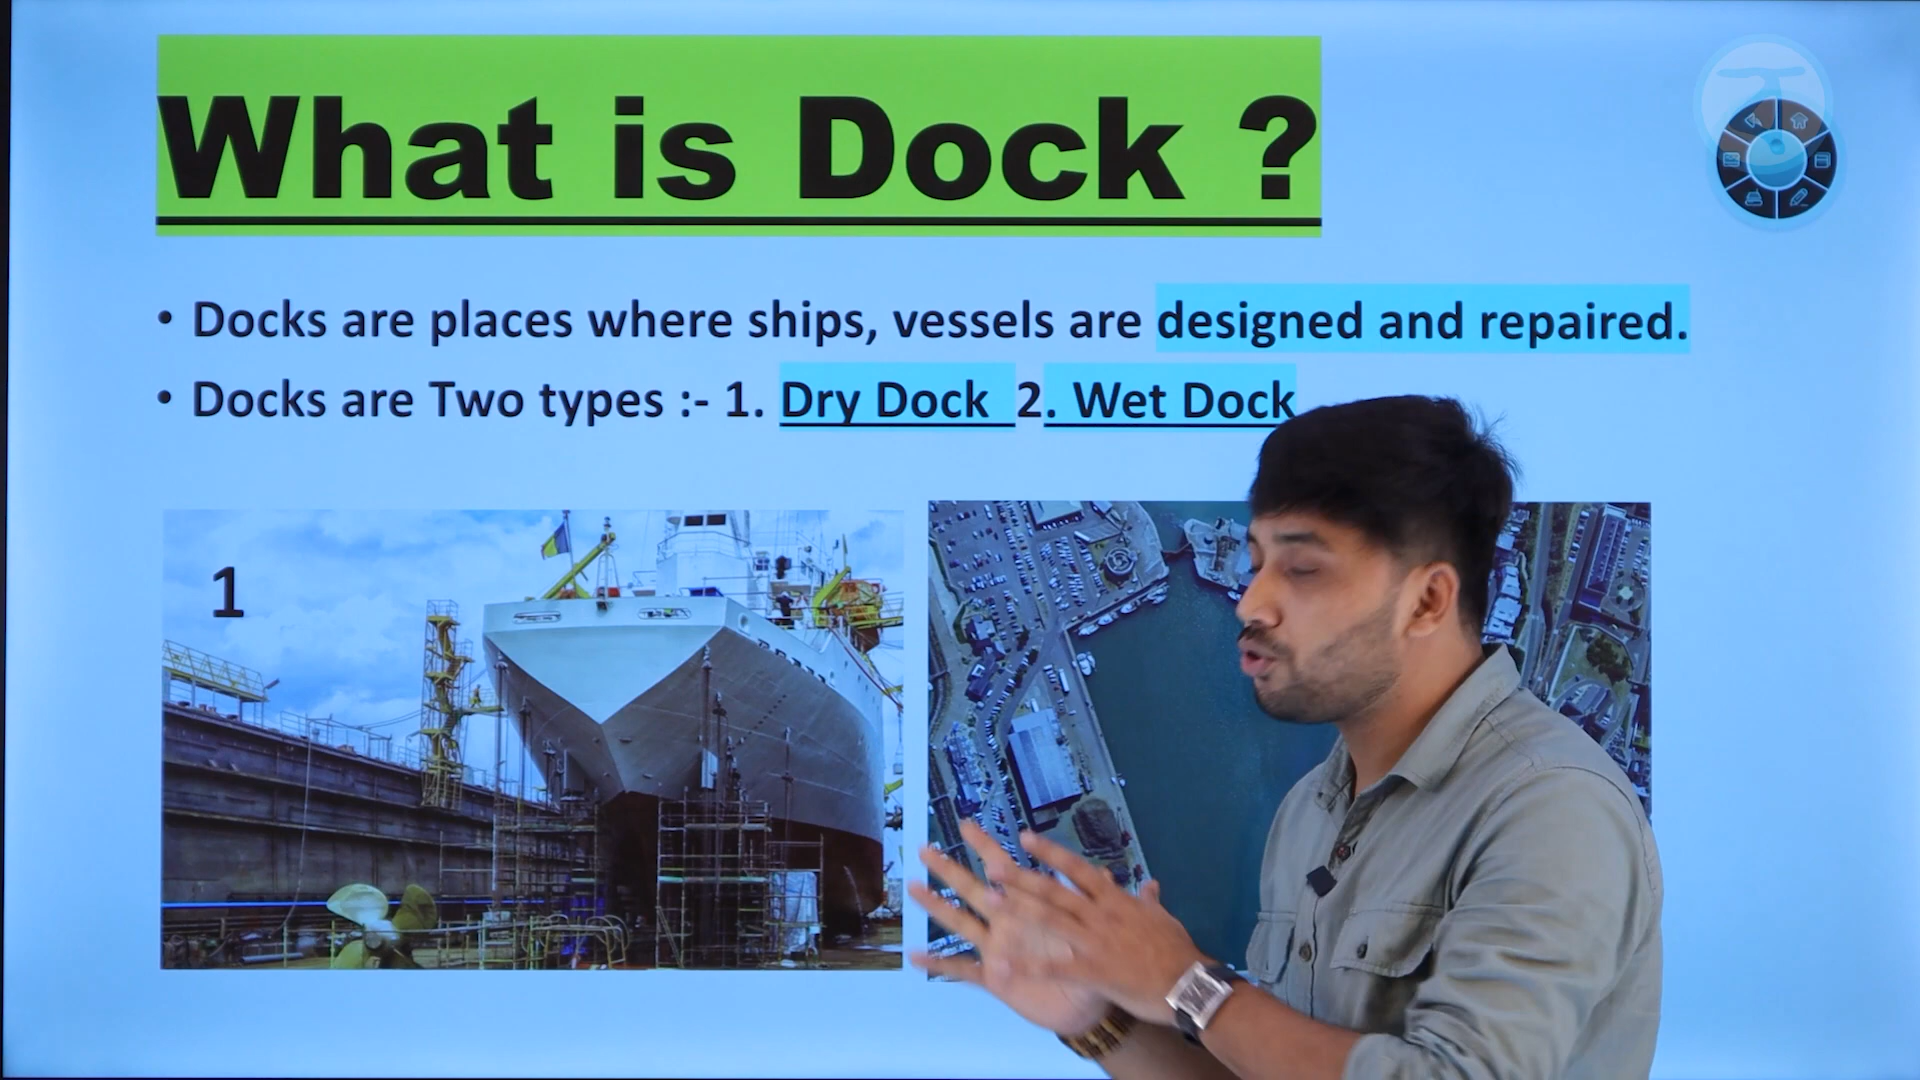 What is Dock ?
• Docks are places where ships, vessels are designed and repaired.
• Docks are Two types :- 1. Dry Dock 2. Wet Dock
1